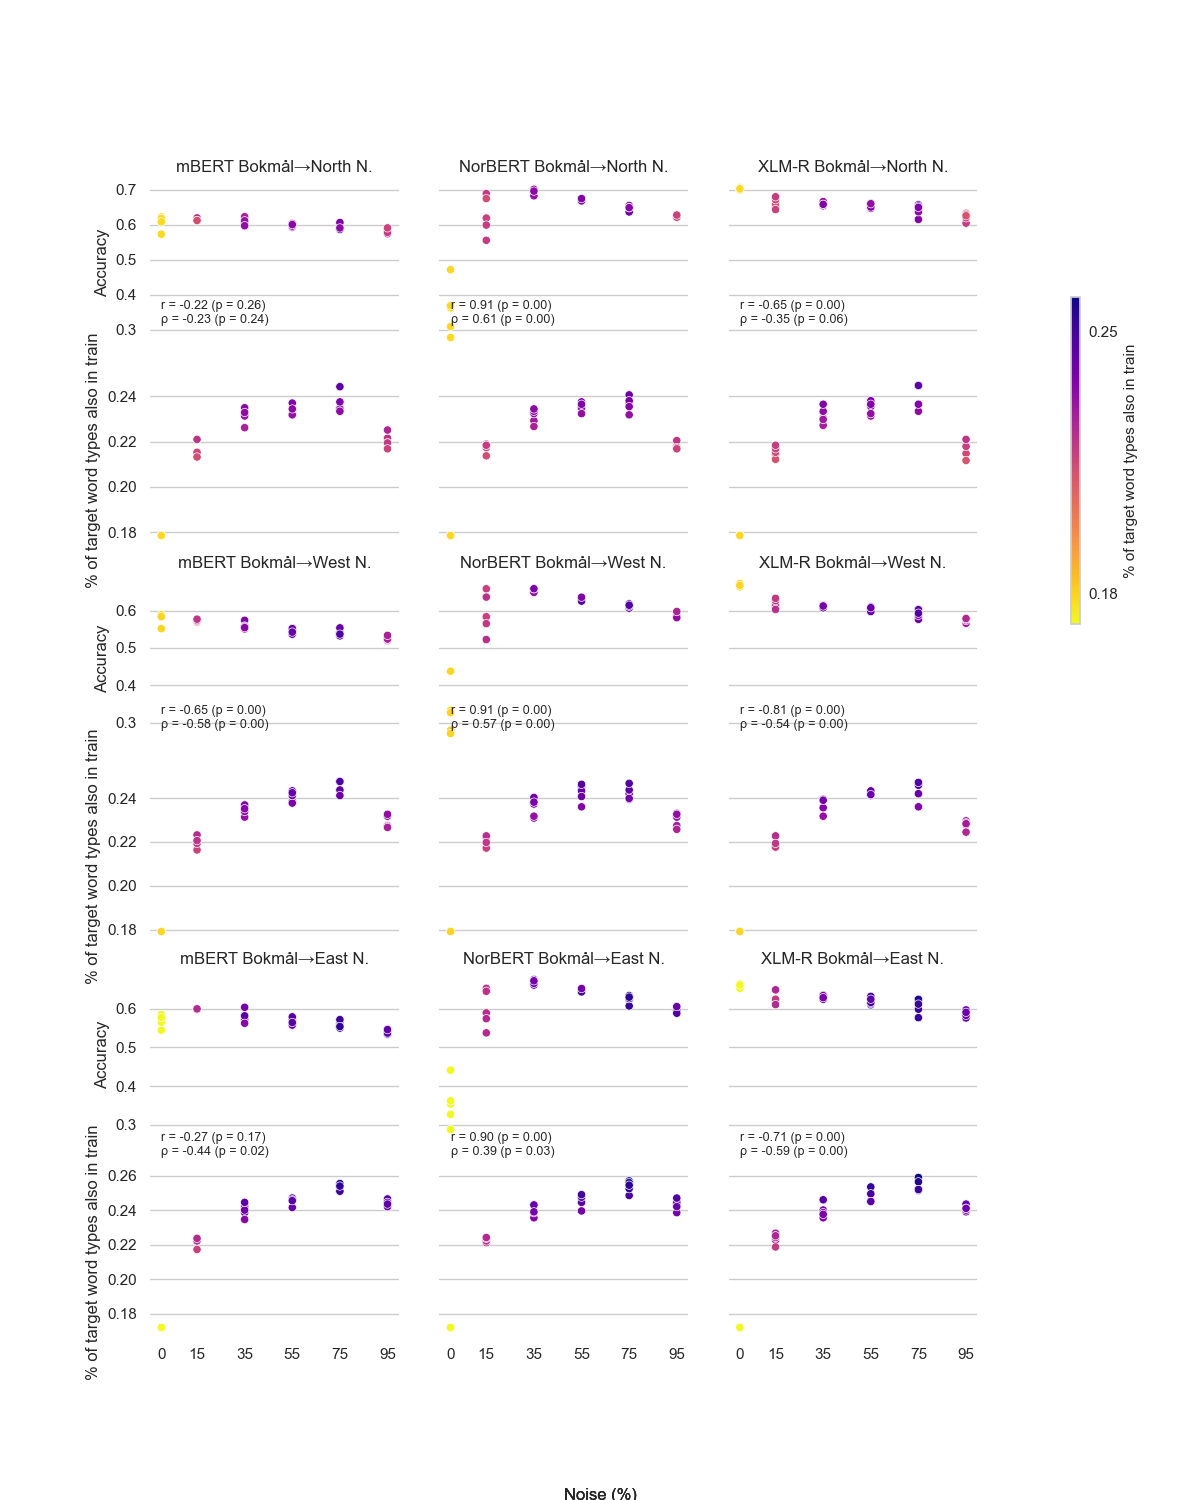 mBERT Bokmål→North N.
NorBERT Bokmål→North N.
XLM-R Bokmål→North N.
Accuracy
0.7
0.6
0.5
0.4
0.3
r = -0.22 (p = 0.26)
ρ = -0.23 (p = 0.24)
r = 0.91 (p = 0.00)
ρ = 0.61 (p = 0.00)
r = -0.65 (p = 0.00)
ρ = -0.35 (p = 0.06)
% of target word types also in train
0.24
0.22
0.20
0.18
mBERT Bokmål→West N.
NorBERT Bokmål→West N.
XLM-R Bokmål→West N.
Accuracy
0.6
0.5
0.4
0.3
r = -0.65 (p = 0.00)
ρ = -0.58 (p = 0.00)
r = 0.91 (p = 0.00)
ρ = 0.57 (p = 0.00)
r = -0.81 (p = 0.00)
ρ = -0.54 (p = 0.00)
% of target word types also in train
0.24
0.22
0.20
0.18
mBERT Bokmål→East N.
NorBERT Bokmål→East N.
XLM-R Bokmål→East N.
Accuracy
0.6
0.5
0.4
0.3
r = -0.27 (p = 0.17)
ρ = -0.44 (p = 0.02)
r = 0.90 (p = 0.00)
ρ = 0.39 (p = 0.03)
r = -0.71 (p = 0.00)
ρ = -0.59 (p = 0.00)
% of target word types also in train
0.26
0.24
0.22
0.20
0.18
0 15 35 55 75 95
0 15 35 55 75 95
0 15 35 55 75 95
Noise (%)
0.25
0.18
% of target word types also in train